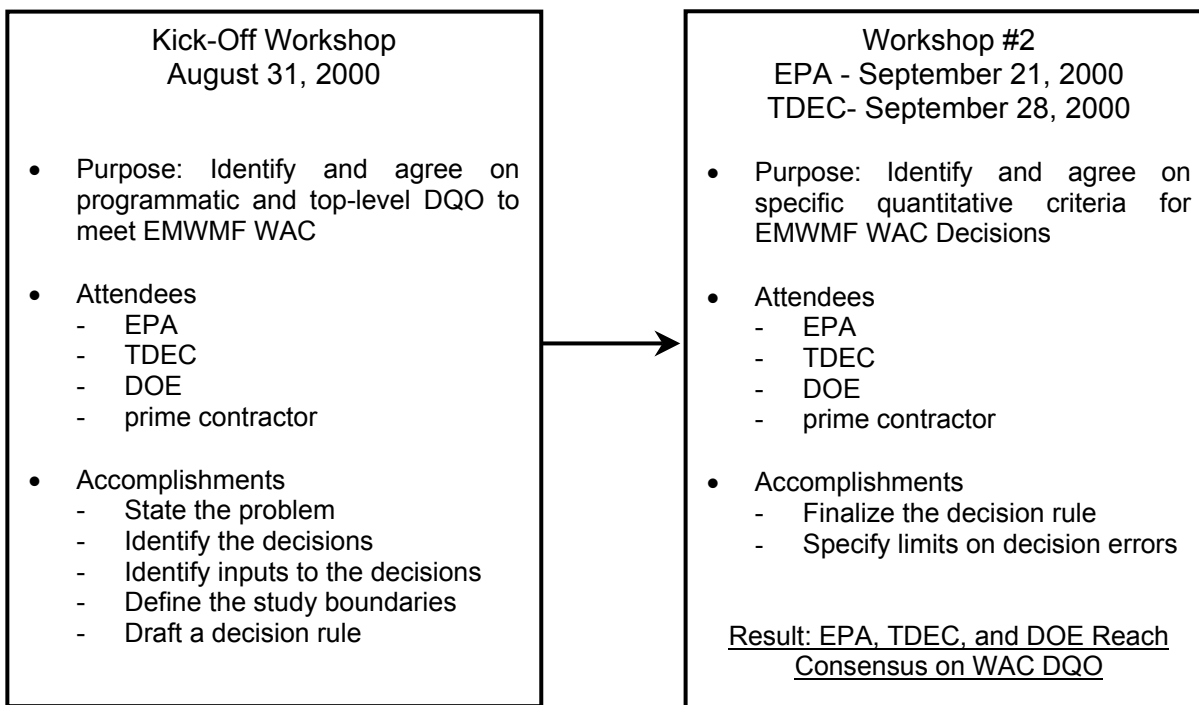 Kick-Off Workshop
August 31, 2000
• Purpose: Identify and agree on
programmatic and top-level DQO to
meet EMWMF WAC
• Attendees
- EPA
- TDEC
- DOE
- prime contractor
• Accomplishments
- State the problem
- Identify the decisions
- Identify inputs to the decisions
- Define the study boundaries
- Draft a decision rule
Workshop #2
EPA - September 21, 2000
TDEC- September 28, 2000
• Purpose: Identify and agree on
specific quantitative criteria for
EMWMF WAC Decisions
• Attendees
- EPA
- TDEC
- DOE
- prime contractor
• Accomplishments
- Finalize the decision rule
- Specify limits on decision errors
Result: EPA, TDEC, and DOE Reach
Consensus on WAC DQO